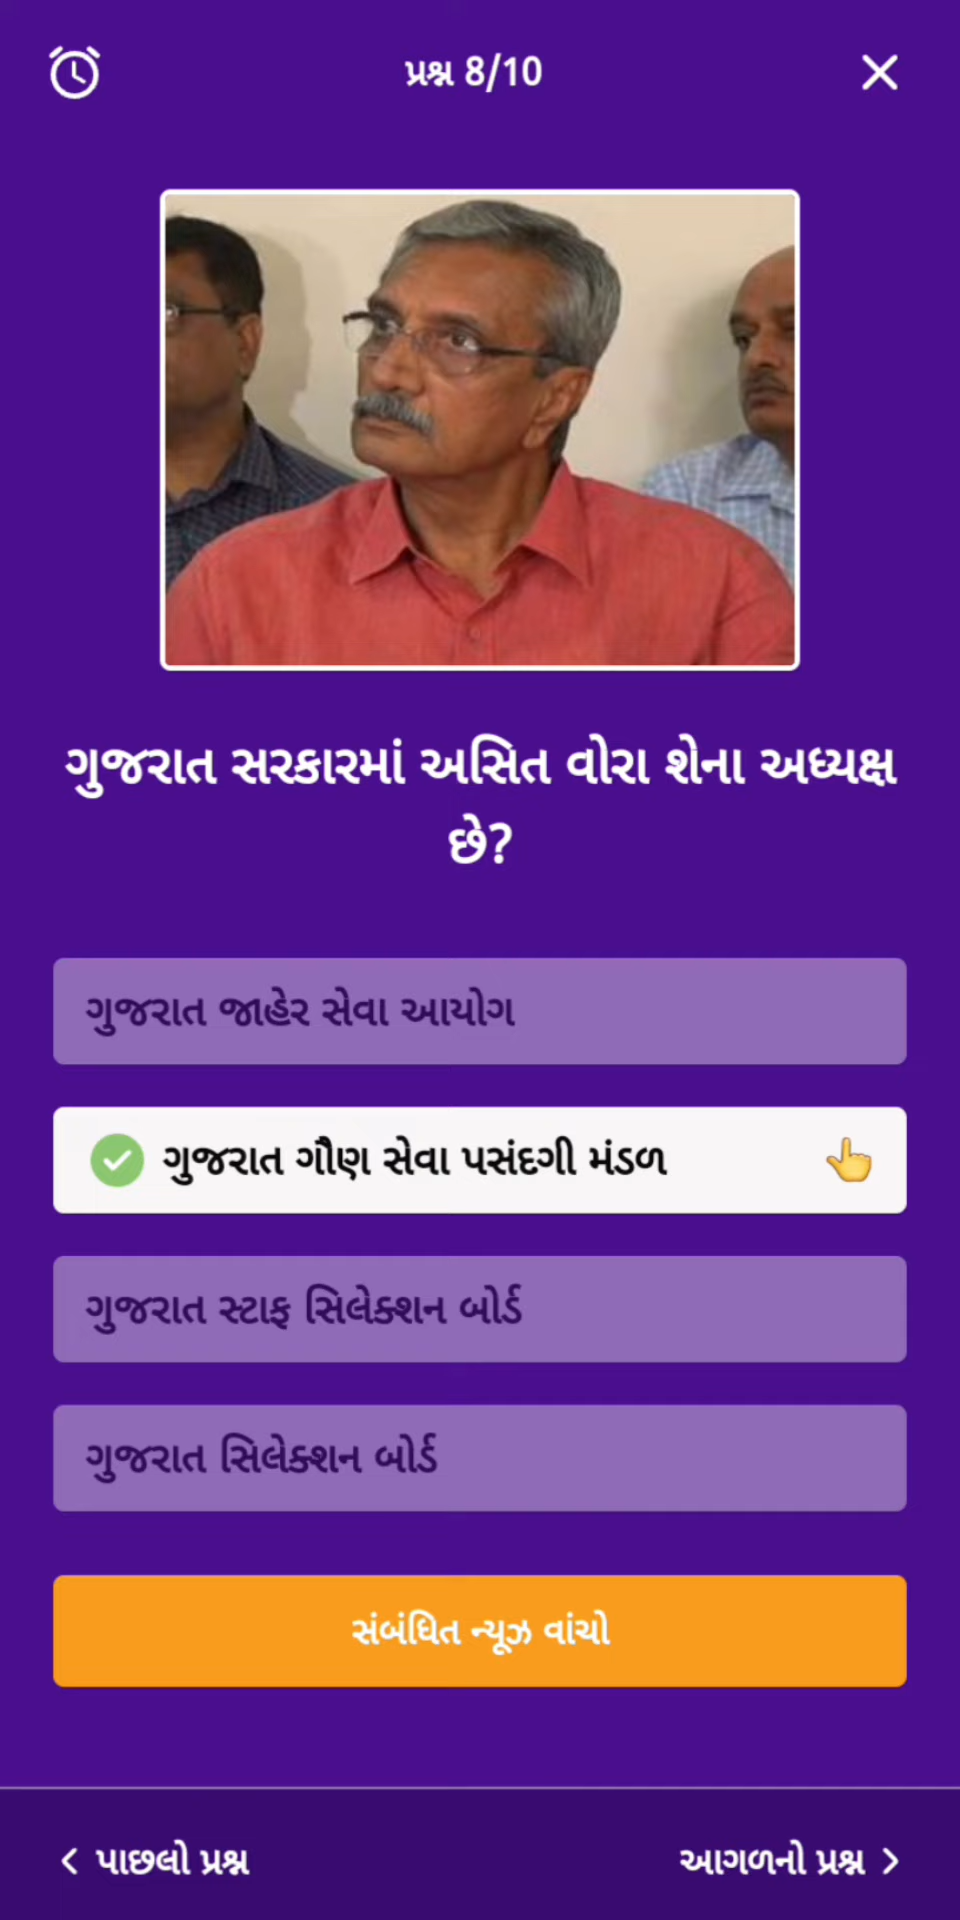 પ્રશ્ન 8/10
ગુજરાત સરકારમાં અસિત વોરા શેના અધ્યક્ષ
છે?
ગુજરાત જાહેર સેવા આયોગ
ગુજરાત ગૌણ સેવા પસંદગી મંડળ
ગુજરાત સ્ટાફ સિલેક્શન બોર્ડ
ગુજરાત સિલેક્શન બોર્ડ
સંબંધિત ન્યૂઝ વાંચો
પાછલો પ્રશ્ન
આગળનો પ્રશ્ન